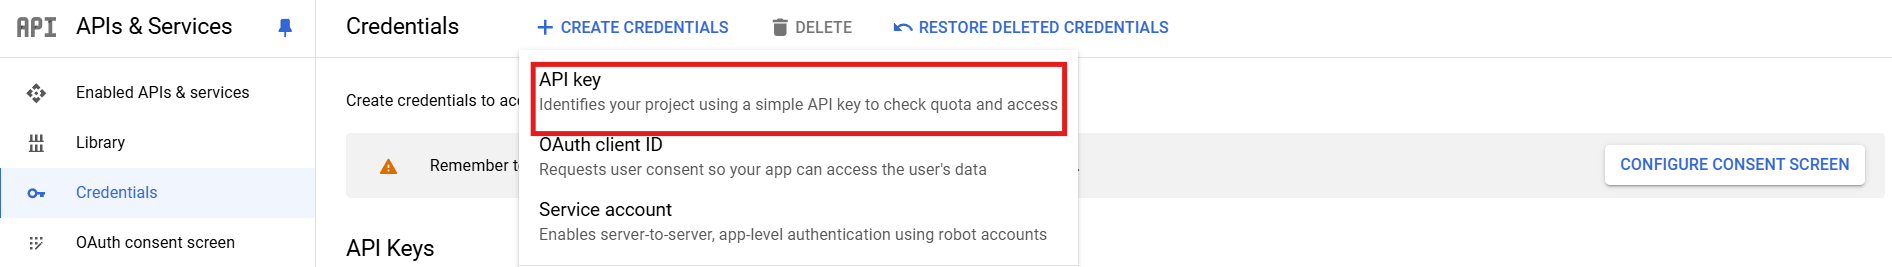 API APIs & Services
Credentials
CREATE CREDENTIALS
DELETE
RESTORE DELETED CREDENTIALS
Enabled APIs & services
Library
Credentials
OAuth consent screen
Create credentials to
API key
Identifies your project using a simple API key to check quota and access
OAuth client ID
Requests user consent so your app can access the user's data
Service account
Enables server-to-server, app-level authentication using robot accounts
Remember
CONFIGURE CONSENT SCREEN
API Keys